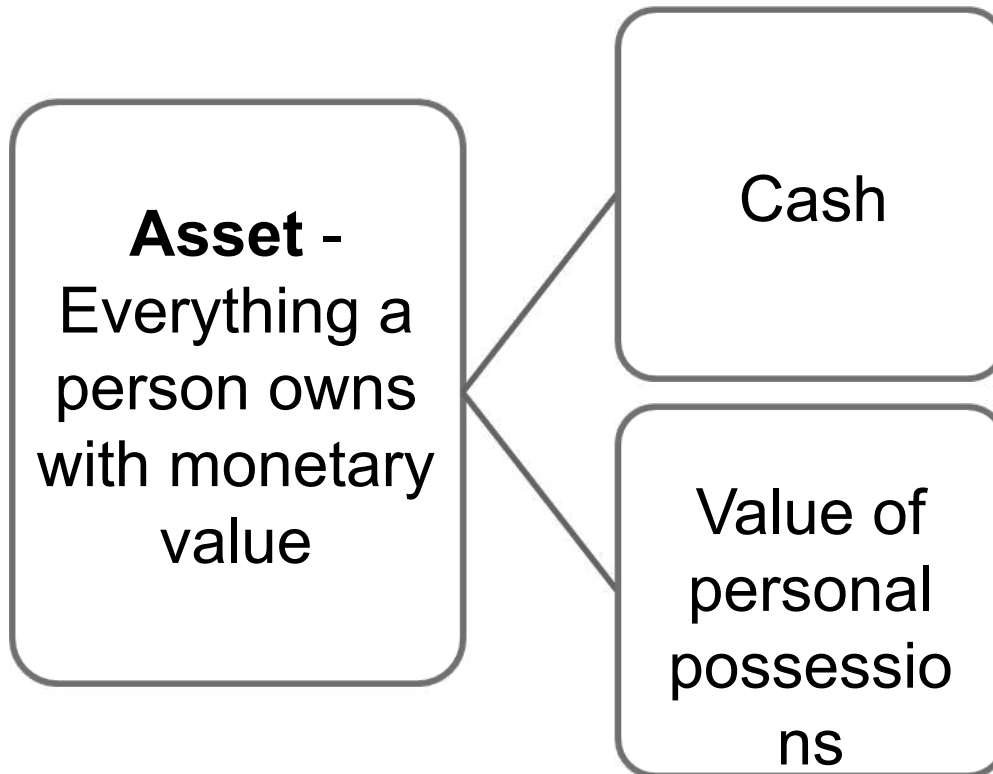 Asset -
Everything a
person owns
with monetary
value
Cash
Value of
personal
possessio
ns